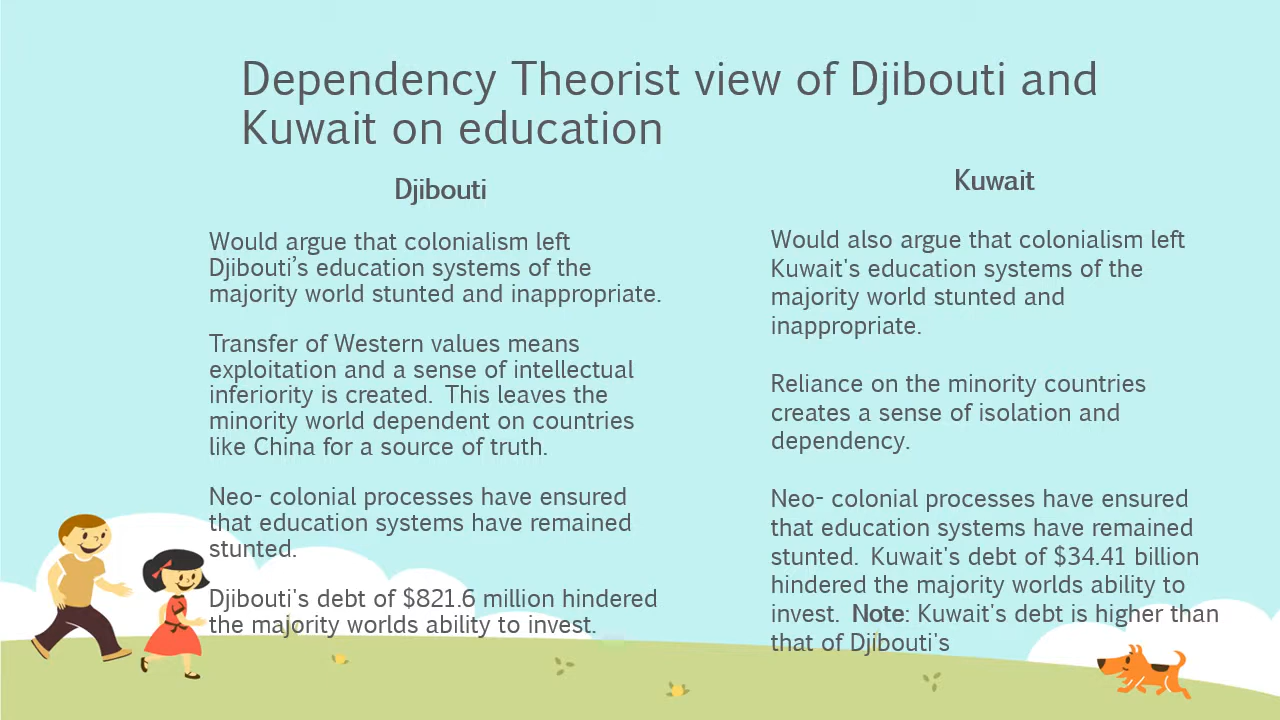 Dependency Theorist view of Djibouti and
Kuwait on education
Djibouti
Would argue that colonialism left
Djibouti’s education systems of the
majority world stunted and inappropriate.
Transfer of Western values means
exploitation and a sense of intellectual
inferiority is created.  This leaves the
minority world dependent on countries
like China for a source of truth.
Neo- colonial processes have ensured
that education systems have remained
stunted.
Djibouti's debt of $821.6 million hindered
the majority worlds ability to invest.
Kuwait
Would also argue that colonialism left
Kuwait's education systems of the
majority world stunted and
inappropriate.
Reliance on the minority countries
creates a sense of isolation and
dependency.
Neo- colonial processes have ensured
that education systems have remained
stunted.  Kuwait's debt of $34.41 billion
hindered the majority worlds ability to
invest.  Note: Kuwait's debt is higher than
that of Djibouti's